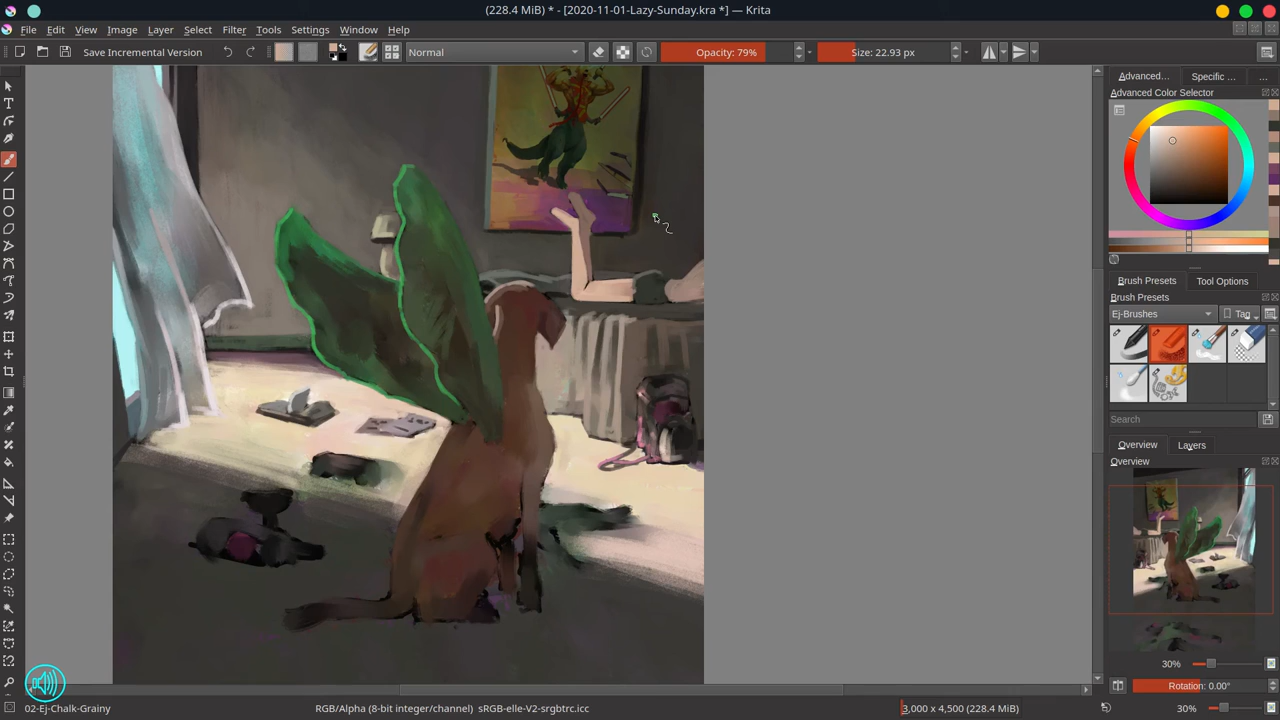 (228.4 MiB) * - [2020-11-01-Lazy-Sunday.kra *] — Krita
File Edit View Image Layer Select Filter Tools Settings Window Help
Save Incremental Version Normal Opacity: 79% Size: 22.93 px
Advanced... Specific ... ...
Advanced Color Selector
Brush Presets Tool Options
Brush Presets
Ej-Brushes Tag
Search
Overview Layers
Overview
30%
Rotation: 0.00°
02-Ej-Chalk-Grainy RGB/Alpha (8-bit integer/channel) sRGB-elle-V2-srgbtrc.icc 3,000 x 4,500 (228.4 MiB) 30%